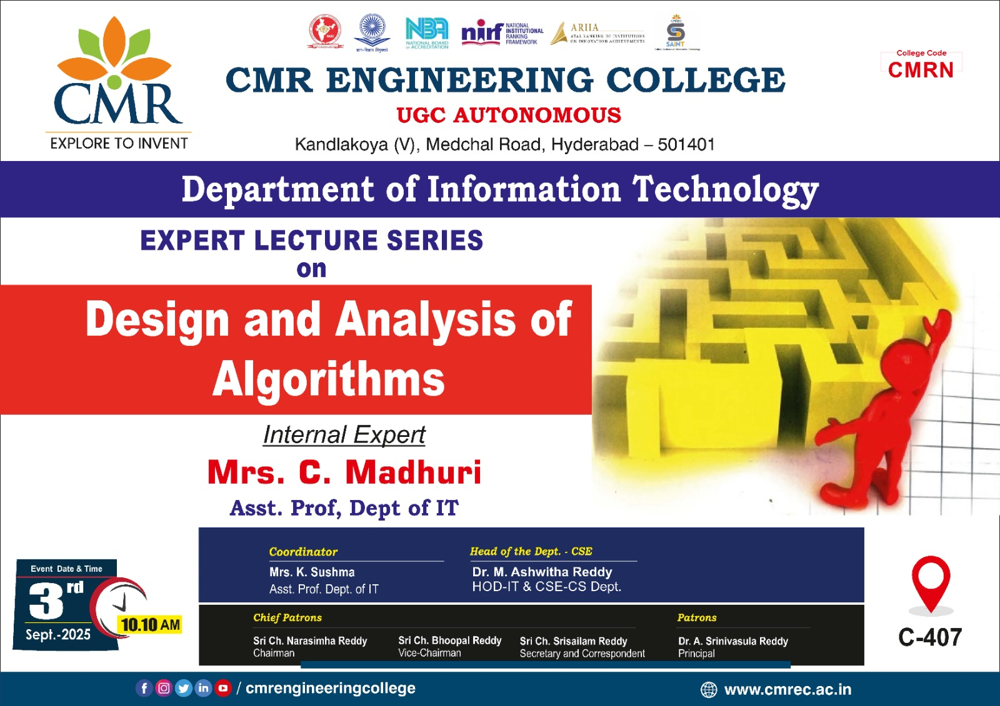 NBA
NATIONAL BOARD
of ACCREDITATION
nirf
NATIONAL
INSTITUTIONAL
RANKING
FRAMEWORK
ARIIA
ATAL RANKING OF INSTITUTIONS
ON INNOVATION ACHIEVEMENTS
CMREC
SAINT
College Code
CMRN
CMR
EXPLORE TO INVENT
CMR ENGINEERING COLLEGE
UGC AUTONOMOUS
Kandlakoya (V), Medchal Road, Hyderabad – 501401
Department of Information Technology
EXPERT LECTURE SERIES
on
Design and Analysis of
Algorithms
Internal Expert
Mrs. C. Madhuri
Asst. Prof, Dept of IT
Coordinator
Mrs. K. Sushma
Asst. Prof. Dept. of IT
Head of the Dept. - CSE
Dr. M. Ashwitha Reddy
HOD-IT & CSE-CS Dept.
Event Date & Time
3rd
Sept.-2025
10.10 AM
Chief Patrons
Sri Ch. Narasimha Reddy
Chairman
Sri Ch. Bhoopal Reddy
Vice-Chairman
Sri Ch. Srisailam Reddy
Secretary and Correspondent
Patrons
Dr. A. Srinivasula Reddy
Principal
C-407
/ cmrengineeringcollege
www.cmrec.ac.in